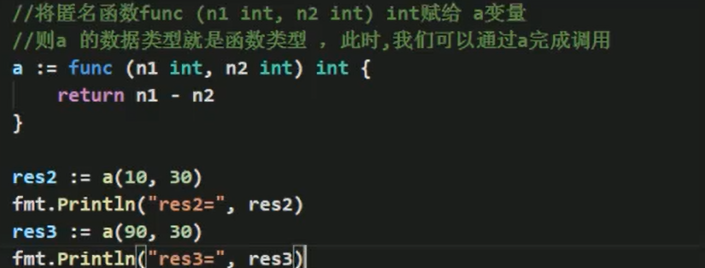 //将匿名函数func (n1 int, n2 int) int赋给 a变量
//则a 的数据类型就是函数类型 ，此时,我们可以通过a完成调用
a := func (n1 int, n2 int) int {
    return n1 - n2
}

res2 := a(10, 30)
fmt.Println("res2=", res2)
res3 := a(90, 30)
fmt.Println("res3=", res3)